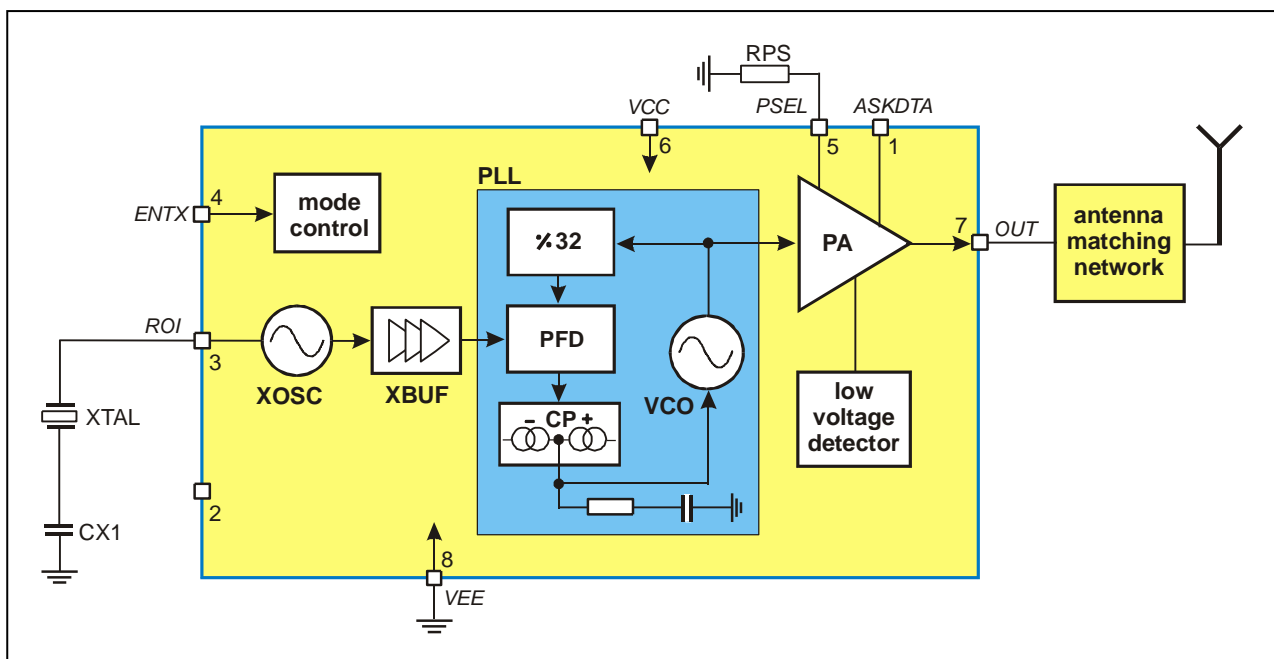 RPS
VCC
PSEL
ASKDTA
6
5
1
PLL
4
ENTX
mode
control
٪32
PA
7
OUT
antenna
matching
network
ROI
3
XOSC
XBUF
PFD
VCO
low
voltage
detector
XTAL
- CP +
2
CX1
8
VEE